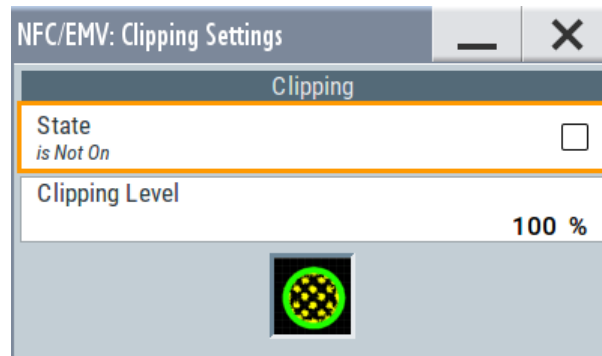 NFC/EMV: Clipping Settings
Clipping
State
is Not On
Clipping Level
100 %